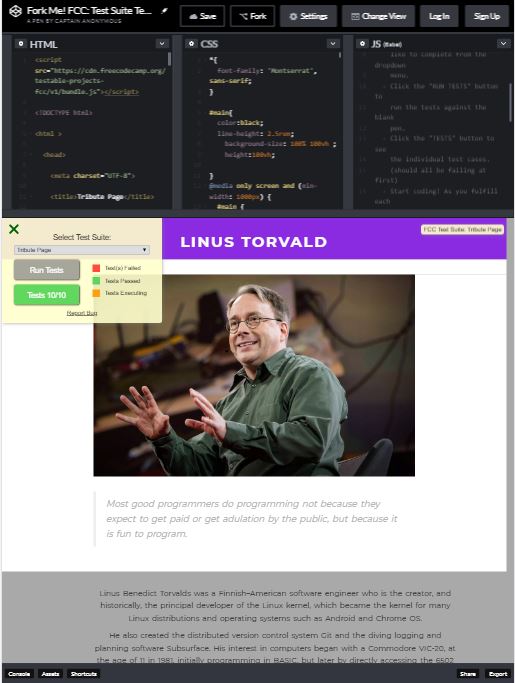 Fork Me! FCC: Test Suite Te...
A PEN BY CAPTAIN ANONYMOUS
Save
Fork
Settings
Change View
Log In
Sign Up
HTML
<script
src="https://cdn.freecodecamp.org/
testable-projects-
fcc/v1/bundle.js"></script>
<!DOCTYPE html>
<html >
<head>
<meta charset="UTF-8">
<title>Tribute Page</title>
CSS
*{
font-family: "Montserrat",
sans-serif;
}
#main{
color:black;
line-height: 2.5rem;
background-size: 100% 100vh ;
height:100vh;
}
@media only screen and (min-
width: 1000px) {
#main {
JS (Babel)
like to complete from the
dropdown
menu.
- Click the "RUN TESTS" button
to
run the tests against the
blank
pen.
- Click the "TESTS" button to
see
the individual test cases.
(should all be failing at
first)
- Start coding! As you fulfill
each
Select Test Suite:
Tribute Page
Run Tests
Tests 10/10
Test(s) Failed
Tests Passed
Tests Executing
Report Bug
LINUS TORVALD
FCC Test Suite: Tribute Page
Most good programmers do programming not because they
expect to get paid or get adulation by the public, but because it
is fun to program.
Linus Benedict Torvalds was a Finnish-American software engineer who is the creator, and
historically, the principal developer of the Linux kernel, which became the kernel for many
Linux distributions and operating systems such as Android and Chrome OS.
He also created the distributed version control system Git and the diving logging and
planning software Subsurface. His interest in computers began with a Commodore VIC-20, at
the age of 11 in 1981, initially programming in BASIC, but later by directly accessing the 6502
Console
Assets
Shortcuts
Share
Export